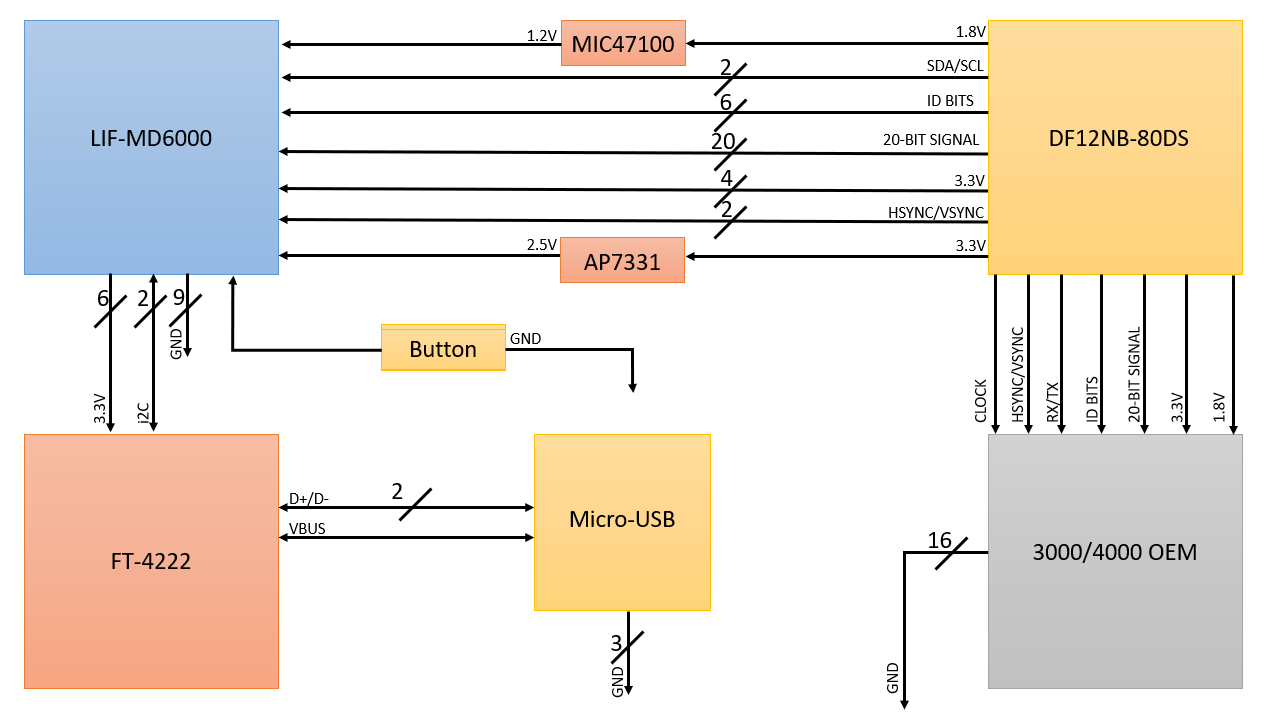 1.2V
MIC47100
1.8V
2
SDA/SCL
6
ID BITS
LIF-MD6000
20
20-BIT SIGNAL
DF12NB-80DS
4
3.3V
2
HSYNC/VSYNC
2.5V
AP7331
3.3V
6
2
9
GND
3.3V
i2C
Button
GND
CLOCK
HSYNC/VSYNC
RX/TX
ID BITS
20-BIT SIGNAL
3.3V
1.8V
D+/D-
2
VBUS
Micro-USB
FT-4222
3
GND
16
3000/4000 OEM
GND